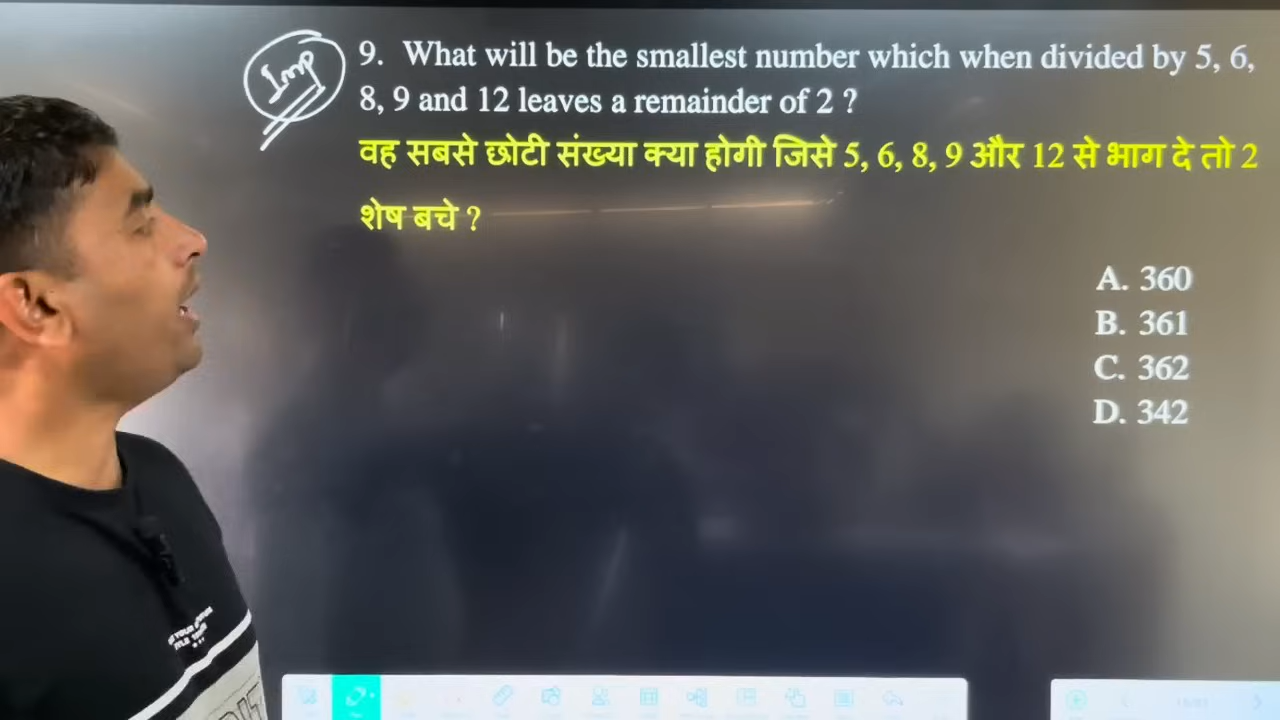 Imp
9. What will be the smallest number which when divided by 5, 6,
8, 9 and 12 leaves a remainder of 2 ?
वह सबसे छोटी संख्या क्या होगी जिसे 5, 6, 8, 9 और 12 से भाग दे तो 2
शेष बचे ?
A. 360
B. 361
C. 362
D. 342